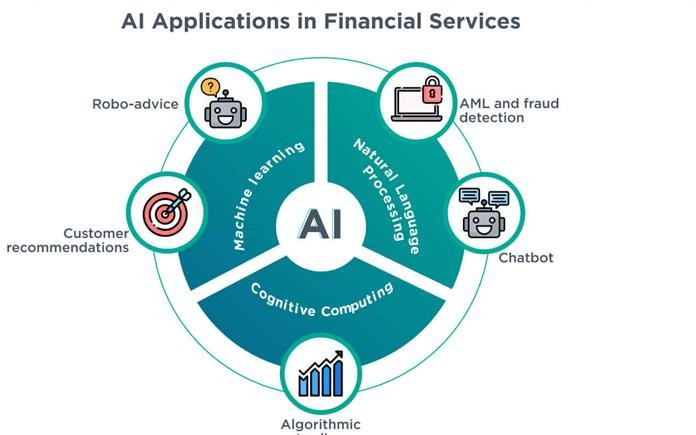 AI Applications in Financial Services
Robo-advice
AML and fraud
detection
?
Machine learning
Natural Language
Processing
AI
Customer
recommendations
Chatbot
Cognitive Computing
Algorithmic